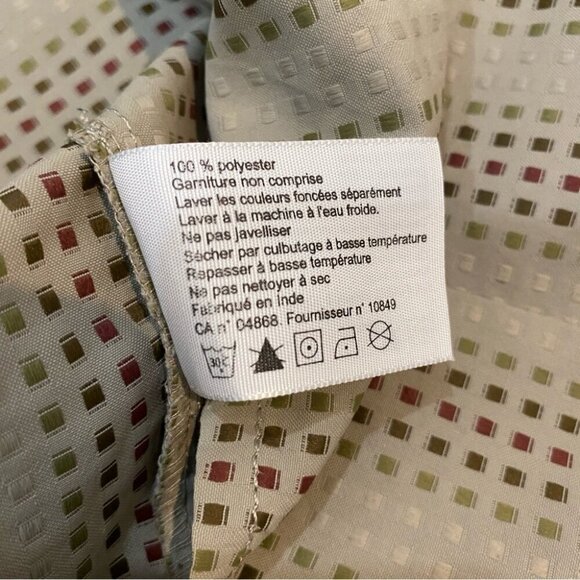 100 % polyester
Garniture non comprise
Laver les couleurs foncées séparément
Laver à la machine à l'eau froide.
Ne pas javelliser
Sécher par culbutage à basse température
Repasser à basse température
Ne pas nettoyer à sec
Fabriqué en Inde
CA n° 04868. Fournisseur n° 10849
30°C